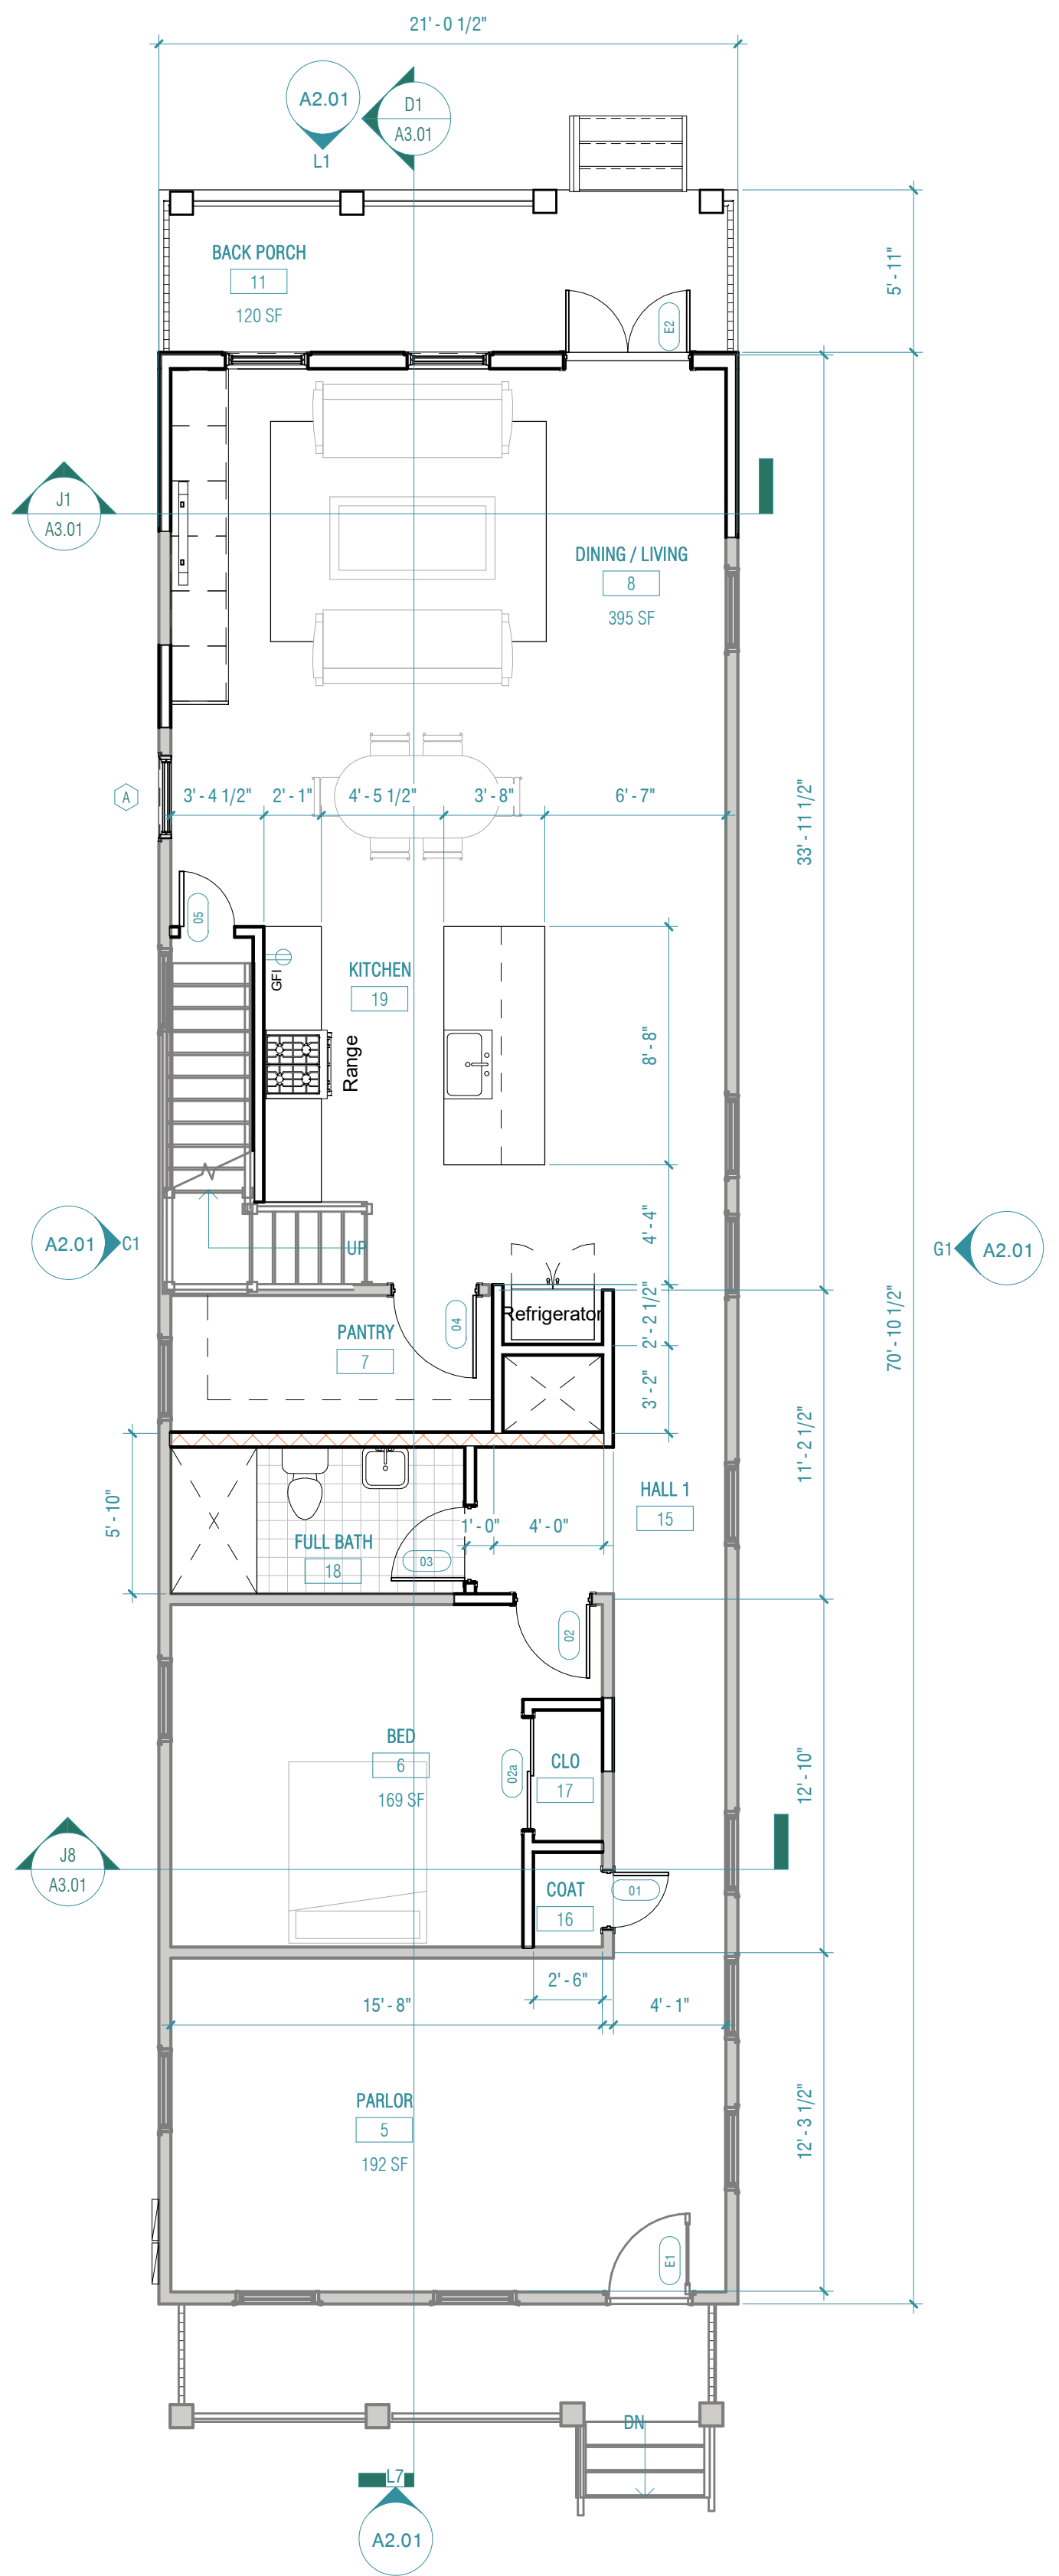 21' - 0 1/2"
A2.01
L1
D1
A3.01
BACK PORCH
11
120 SF
E2
5' - 11"
J1
A3.01
DINING / LIVING
8
395 SF
A
3' - 4 1/2"
2' - 1"
4' - 5 1/2"
3' - 8"
6' - 7"
33' - 11 1/2"
05
GFI
KITCHEN
19
Range
8' - 8"
A2.01
C1
UP
4' - 4"
G1
A2.01
Refrigerator
2' - 2 1/2"
04
PANTRY
7
3' - 2"
70' - 10 1/2"
11' - 2 1/2"
5' - 10"
FULL BATH
18
03
1' - 0"
4' - 0"
HALL 1
15
02
BED
6
169 SF
02a
CLO
17
12' - 10"
J8
A3.01
COAT
16
01
2' - 6"
15' - 8"
4' - 1"
PARLOR
5
192 SF
12' - 3 1/2"
E1
DN
L7
A2.01